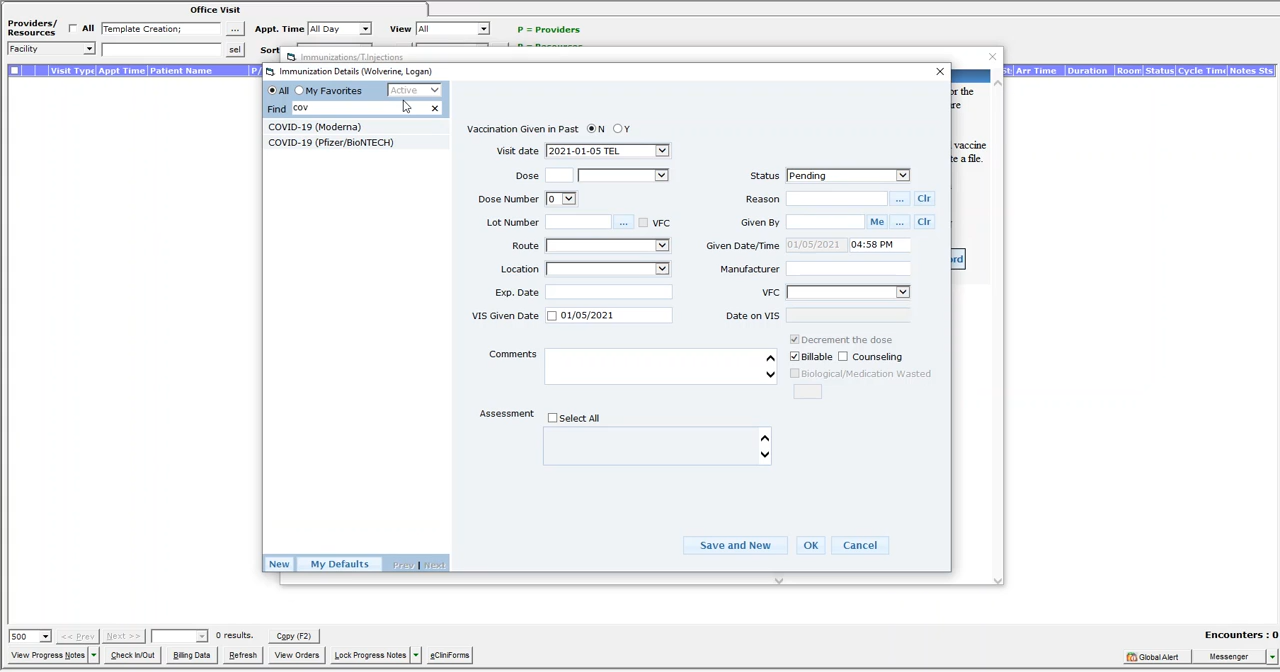 Office Visit
Providers/
Resources
All
Template Creation;
...
Appt. Time
All Day
View
All
P = Providers
Facility
sel
Visit Type
Appt Time
Patient Name
Arr Time
Duration
Room
Status
Cycle Time
Notes
Sts
Immunizations/T.Injections
or the
vaccine
te a file.
Immunization Details (Wolverine, Logan)
All
My Favorites
Active
Find
cov
COVID-19 (Moderna)
COVID-19 (Pfizer/BioNTECH)
Vaccination Given in Past
N
Y
Visit date
2021-01-05 TEL
Dose
Status
Pending
Dose Number
0
Reason
...
Clr
Lot Number
...
VFC
Given By
Me
...
Clr
Route
Given Date/Time
01/05/2021
04:58 PM
Location
Manufacturer
Exp. Date
VFC
VIS Given Date
01/05/2021
Date on VIS
Decrement the dose
Comments
Billable
Counseling
Biological/Medication Wasted
Assessment
Select All
Save and New
OK
Cancel
New
My Defaults
Prev | Next
500
<< Prev
Next >>
0 results.
Copy (F2)
Encounters : 0
View Progress Notes
Check In/Out
Billing Data
Refresh
View Orders
Lock Progress Notes
eCliniForms
Global Alert
Messenger